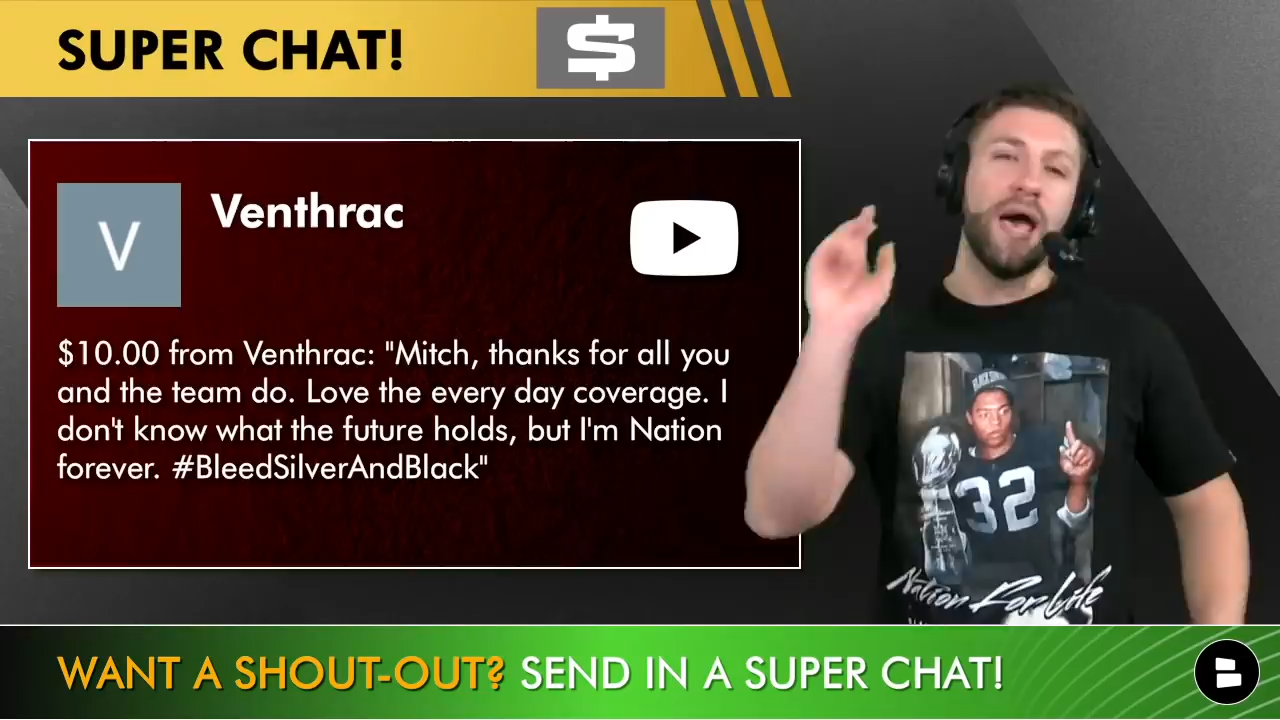 SUPER CHAT!
$
V
Venthrac
$10.00 from Venthrac: "Mitch, thanks for all you
and the team do. Love the every day coverage. I
don't know what the future holds, but I'm Nation
forever. #BleedSilverAndBlack"
32
Nation For Life
WANT A SHOUT-OUT? SEND IN A SUPER CHAT!